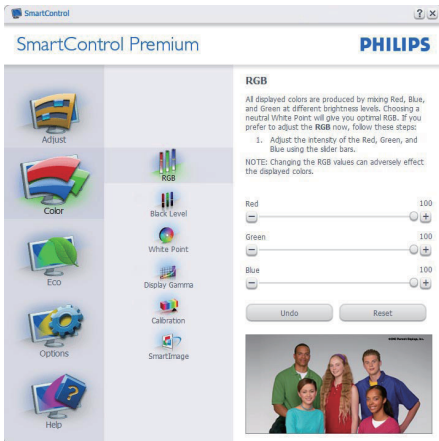 SmartControl
?
×
SmartControl Premium
PHILIPS
Adjust
Color
Eco
Options
Help
RGB
Black Level
White Point
Display Gamma
Calibration
SmartImage
RGB
All displayed colors are produced by mixing Red, Blue,
and Green at different brightness levels. Choosing a
neutral White Point will give you optimal RGB. If you
prefer to adjust the RGB now, follow these steps:
1. Adjust the intensity of the Red, Green, and
Blue using the slider bars.
NOTE: Changing the RGB values can adversely effect
the displayed colors.
Red 100
Green 100
Blue 100
Undo Reset